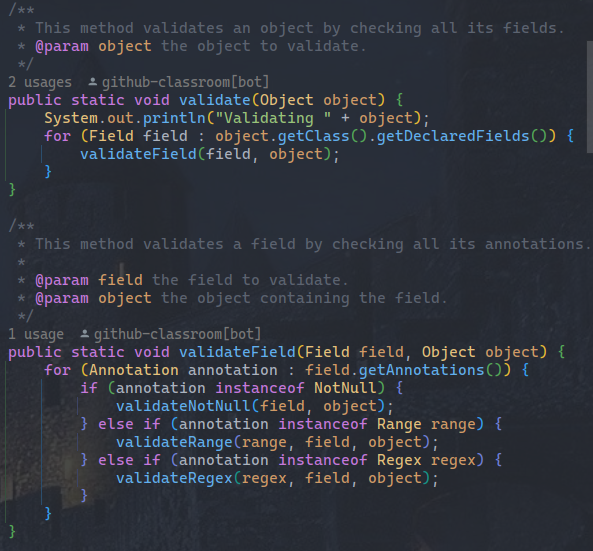 /**
 * This method validates an object by checking all its fields.
 * @param object the object to validate.
 */
2 usages github-classroom[bot]
public static void validate(Object object) {
    System.out.println("Validating " + object);
    for (Field field : object.getClass().getDeclaredFields()) {
        validateField(field, object);
    }
}

/**
 * This method validates a field by checking all its annotations.
 *
 * @param field the field to validate.
 * @param object the object containing the field.
 */
1 usage github-classroom[bot]
public static void validateField(Field field, Object object) {
    for (Annotation annotation : field.getAnnotations()) {
        if (annotation instanceof NotNull) {
            validateNotNull(field, object);
        } else if (annotation instanceof Range range) {
            validateRange(range, field, object);
        } else if (annotation instanceof Regex regex) {
            validateRegex(regex, field, object);
        }
    }
}